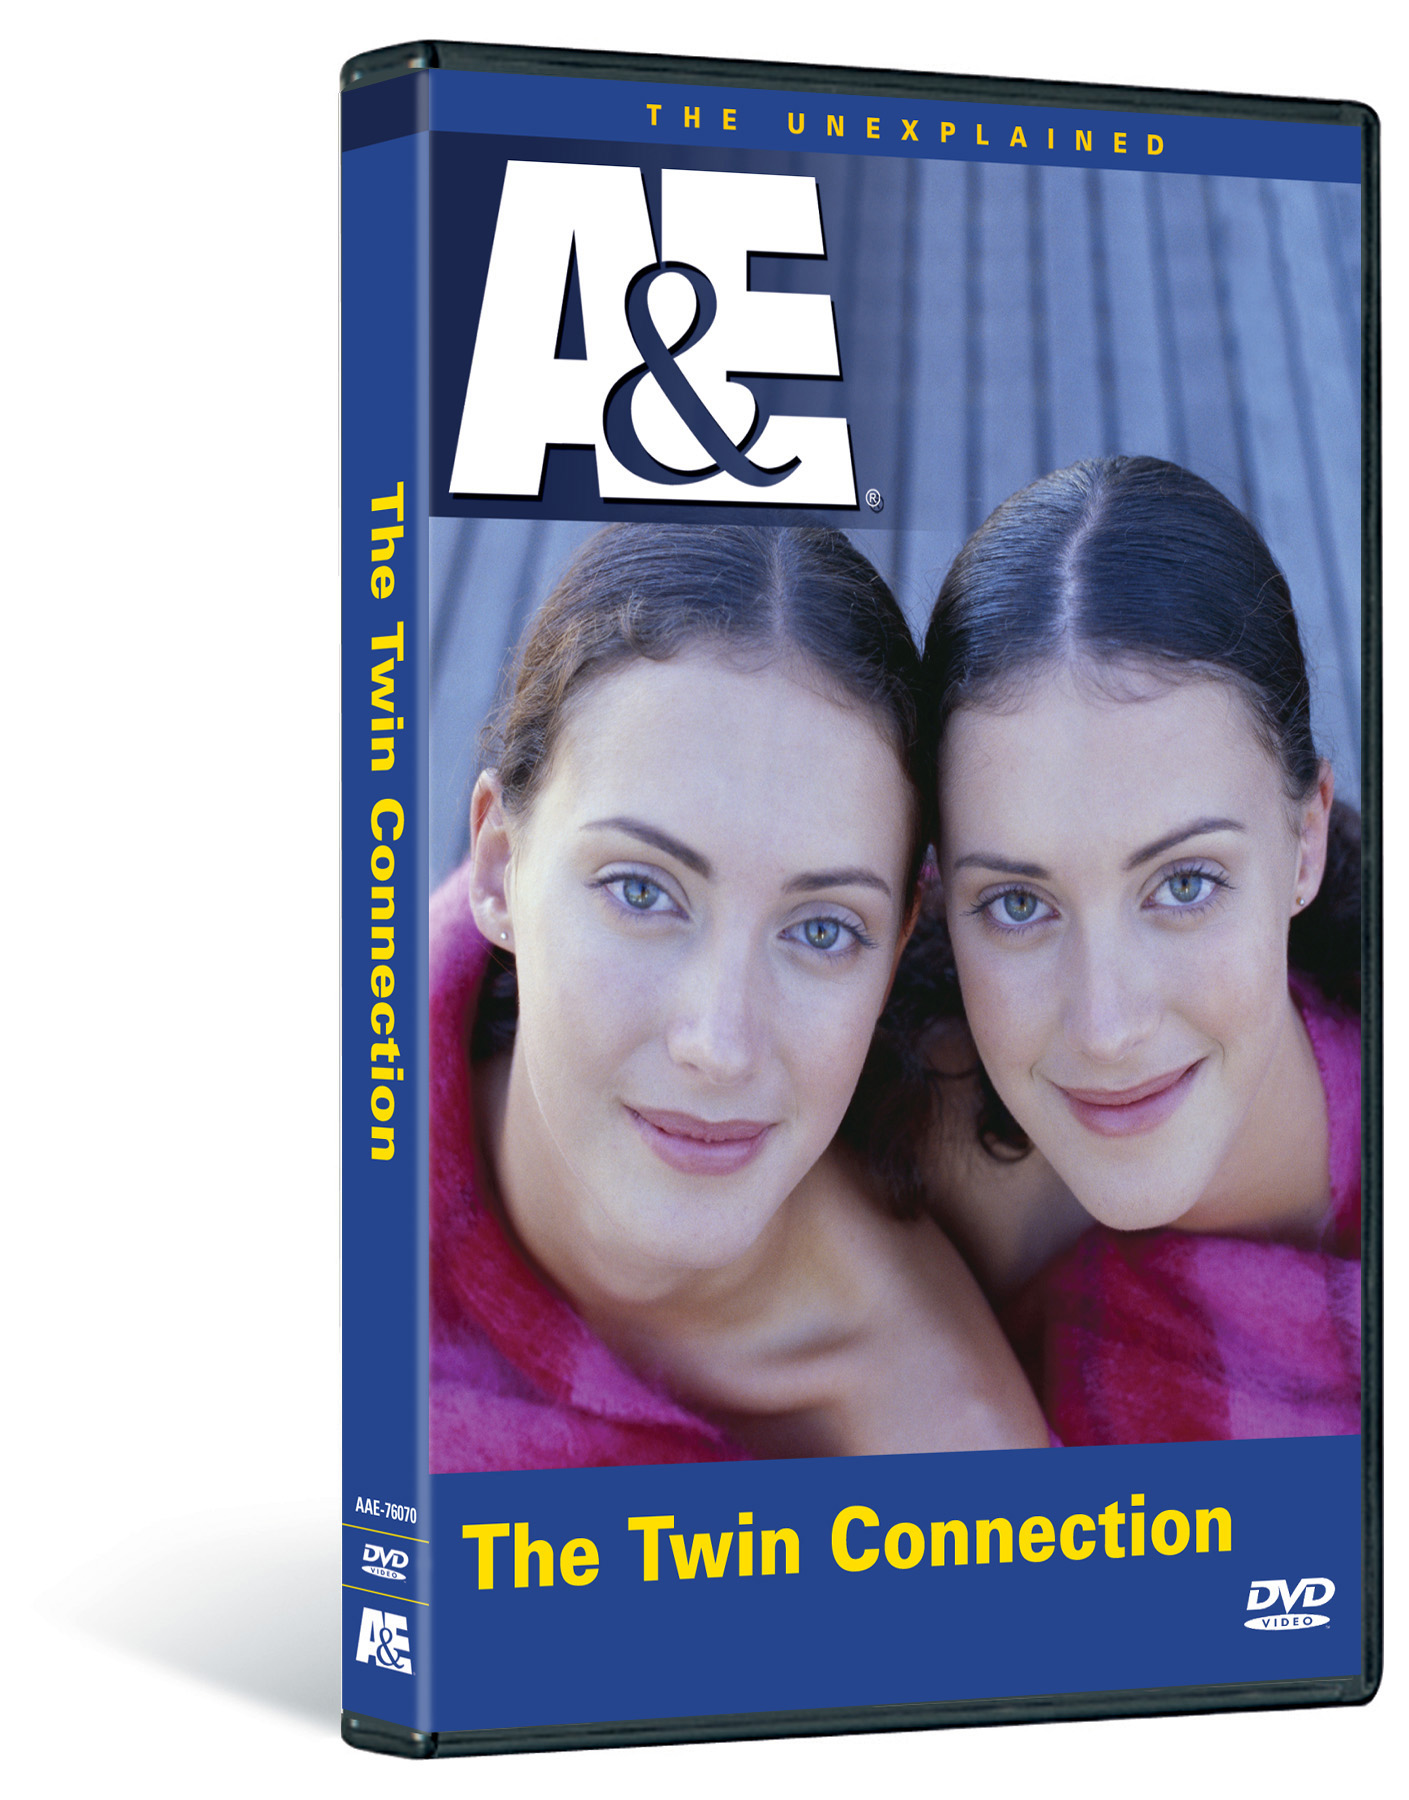 THE UNEXPLAINED
A&E®
The Twin Connection
DVD
VIDEO
The Twin Connection
AAE-76070
DVD
VIDEO
A&E